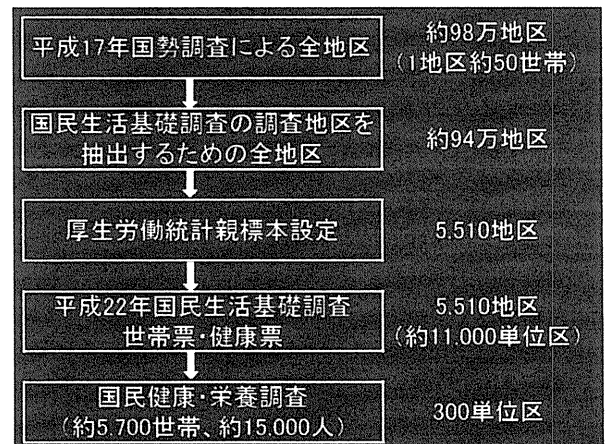 平成17年国勢調査による全地区
約98万地区
(1地区約50世帯)
国民生活基礎調査の調査地区を
抽出するための全地区
約94万地区
厚生労働統計親標本設定
5.510地区
平成22年国民生活基礎調査
世帯票・健康票
5.510地区
(約11.000単位区)
国民健康・栄養調査
(約5.700世帯、約15.000人)
300単位区